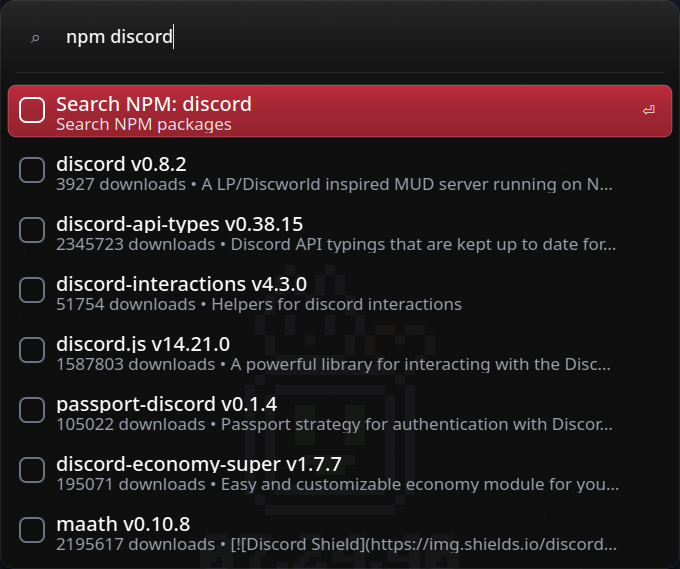 npm discord
Search NPM: discord
Search NPM packages
discord v0.8.2
3927 downloads • A LP/Discworld inspired MUD server running on N...
discord-api-types v0.38.15
2345723 downloads • Discord API typings that are kept up to date for...
discord-interactions v4.3.0
51754 downloads • Helpers for discord interactions
discord.js v14.21.0
1587803 downloads • A powerful library for interacting with the Disc...
passport-discord v0.1.4
105022 downloads • Passport strategy for authentication with Discor...
discord-economy-super v1.7.7
195071 downloads • Easy and customizable economy module for you...
maath v0.10.8
2195617 downloads • [![Discord Shield](https://img.shields.io/discord...